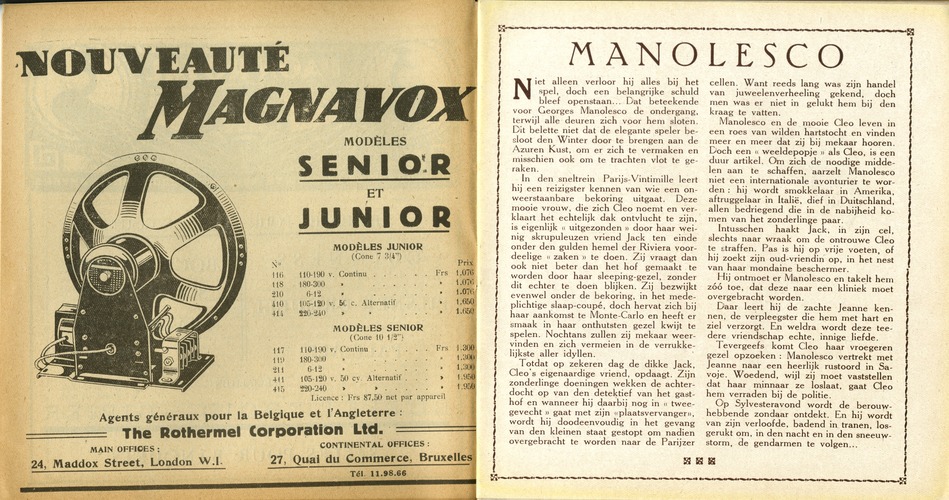 NOUVEAUTÉ
MAGNAVOX
MODÈLES
SENIOR
ET
JUNIOR
MODÈLES JUNIOR
(Cone 7 3/4")
Nº Prix
116 110-190 v. Continu . . . . Frs 1.076
118 180-300 » » . . . . » 1.076
210 6-12 » » . . . . » 1.076
410 105-120 v. 50 c. Alternatif . . . . » 1.650
414 220-240 » » . . . . » 1.650
MODÈLES SENIOR
(Cone 10 1/2")
117 110-190 v. Continu . . . . Frs 1.300
119 180-300 » » . . . . » 1.300
211 6-12 » » . . . . » 1.300
411 105-120 v. 50 cy. Alternatif . . . . » 1.950
415 220-240 » » . . . . » 1.950
Licence : Frs 87,50 net par appareil
Agents généraux pour la Belgique et l'Angleterre :
The Rothermel Corporation Ltd.
MAIN OFFICES :
24, Maddox Street, London W.I.
CONTINENTAL OFFICES :
27, Quai du Commerce, Bruxelles
Tél. 11.98.66
MANOLESCO
Niet alleen verloor hij alles bij het
spel, doch een belangrijke schuld
bleef openstaan... Dat beteekende
voor Georges Manolesco de ondergang,
terwijl alle deuren zich voor hem sloten.
Dit belette niet dat de elegante speler be-
sloot den Winter door te brengen aan de
Azuren Kust, om er zich te vermaken en
misschien ook om te trachten vlot te ge-
raken.
In den sneltrein Parijs-Vintimille leert
hij een reizigster kennen van wie een on-
weerstaanbare bekoring uitgaat. Deze
mooie vrouw, die zich Cleo noemt en ver-
klaart het echtelijk dak ontvlucht te zijn,
is eigenlijk « uitgezonden » door haar wei-
nig skrupuleuzen vriend Jack ten einde
onder den gulden hemel der Riviera voor-
deelige « zaken » te doen. Zij vraagt dan
ook niet beter dan het hof gemaakt te
worden door haar sleeping-gezel, zonder
dit echter te doen blijken. Zij bezwijkt
evenwel onder de bekoring, in het mede-
plichtige slaap-coupé, doch hervat zich bij
haar aankomst te Monte-Carlo en heeft er
smaak in haar onthutsten gezel kwijt te
spelen. Nochtans zullen zij mekaar weer-
vinden en zich vermeien in de verrukke-
lijkste aller idyllen.
Totdat op zekeren dag de dikke Jack,
Cleo's eigenaardige vriend, opdaagt. Zijn
zonderlinge doeningen wekken de achter-
docht op van den detektief van het gast-
hof en wanneer hij daarbij nog in « twee-
gevecht » gaat met zijn «plaatsvervanger»,
wordt hij doodeenvoudig in het gevang
van den kleinen staat gestopt om nadien
overgebracht te worden naar de Parijzer
cellen. Want reeds lang was zijn handel
van juweelenverheeling gekend, doch
men was er niet in gelukt hem bij den
kraag te vatten.
Manolesco en de mooie Cleo leven in
een roes van wilden hartstocht en vinden
meer en meer dat zij bij mekaar hooren.
Doch een « weeldepopje » als Cleo, is een
duur artikel. Om zich de noodige midde-
len aan te schaffen, aarzelt Manolesco
niet een internationale avonturier te wor-
den : hij wordt smokkelaar in Amerika,
aftruggelaar in Italië, dief in Duitschland,
allen bedriegend die in de nabijheid ko-
men van het zonderlinge paar.
Intusschen haakt Jack, in zijn cel,
slechts naar wraak om de ontrouwe Cleo
te straffen. Pas is hij op vrije voeten, of
hij zoekt zijn oud-vriendin op, in het nest
van haar mondaine beschermer.
Hij ontmoet er Manolesco en takelt hem
zóó toe, dat deze naar een kliniek moet
overgebracht worden.
Daar leert hij de zachte Jeanne ken-
nen, de verpleegster die hem met hart en
ziel verzorgt. En weldra wordt deze tee-
dere vriendschap echte, innige liefde.
Tevergeefs komt Cleo haar vroegeren
gezel opzoeken : Manolesco vertrekt met
Jeanne naar een heerlijk rustoord in Sa-
voje. Woedend, wijl zij moet vaststellen
dat haar minnaar ze loslaat, gaat Cleo
hem verraden bij de politie.
Op Sylvesteravond wordt de berouw-
hebbende zondaar ontdekt. En hij wordt
van zijn verloofde, badend in tranen, los-
gerukt om, in den nacht en in den sneeuw-
storm, de gendarmen te volgen...